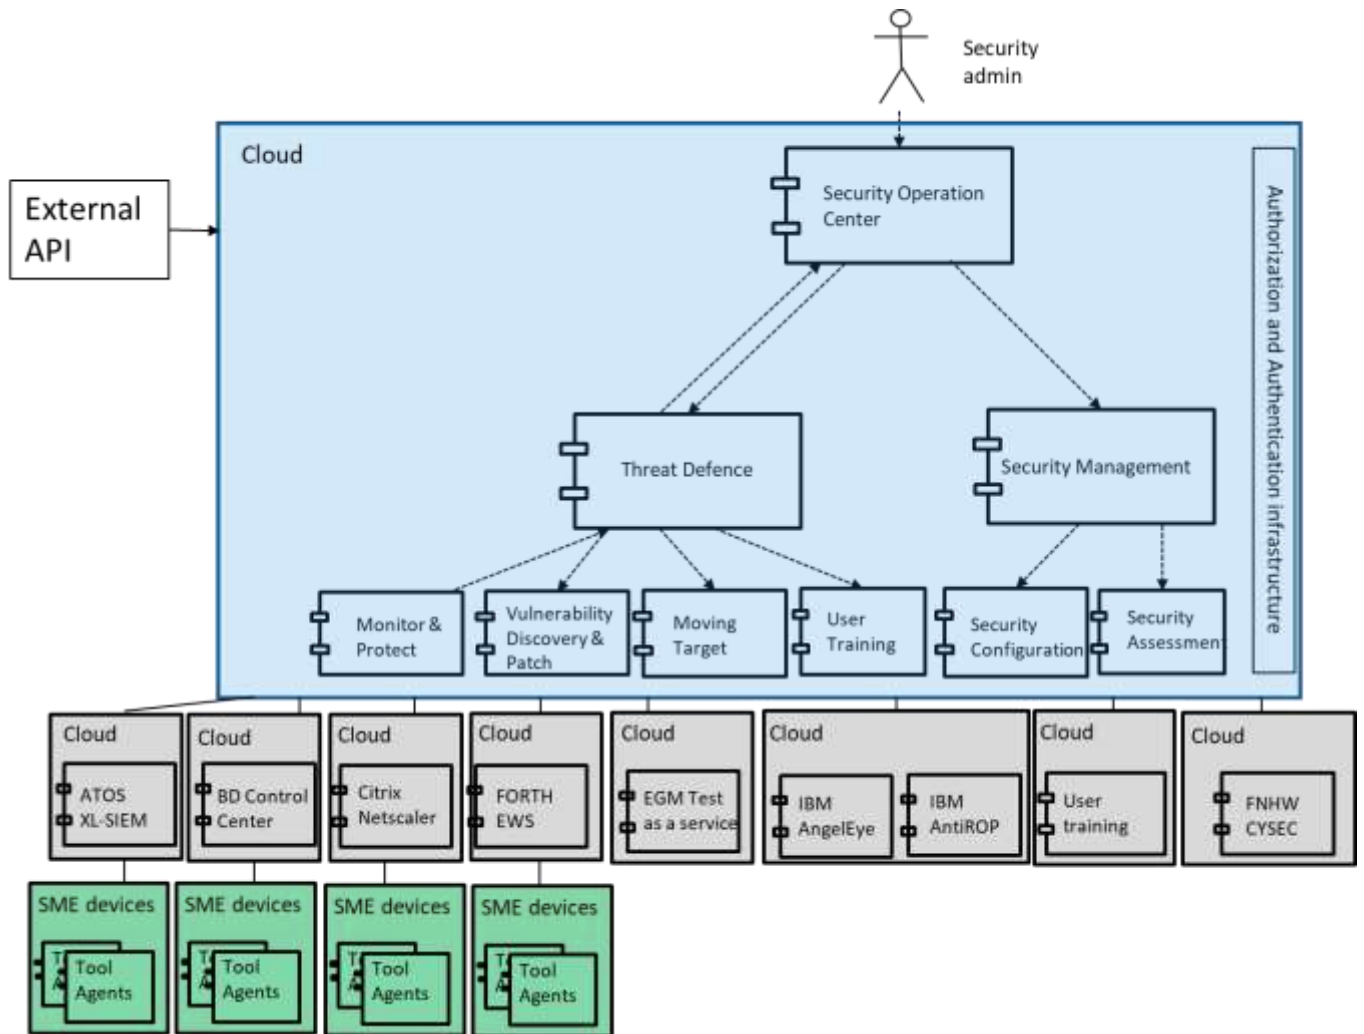 Security
admin
Cloud
External
API
Security Operation
Center
Authorization and Authentication infrastructure
Threat Defence
Security Management
Monitor &
Protect
Vulnerability
Discovery &
Patch
Moving
Target
User
Training
Security
Configuration
Security
Assessment
Cloud
ATOS
XL-SIEM
Cloud
BD Control
Center
Cloud
Citrix
Netscaler
Cloud
FORTH
EWS
Cloud
EGM Test
as a service
Cloud
IBM
AngelEye
IBM
AntiROP
Cloud
User
training
Cloud
FNHW
CYSEC
SME devices
Tool
Agents
SME devices
Tool
Agents
SME devices
Tool
Agents
SME devices
Tool
Agents